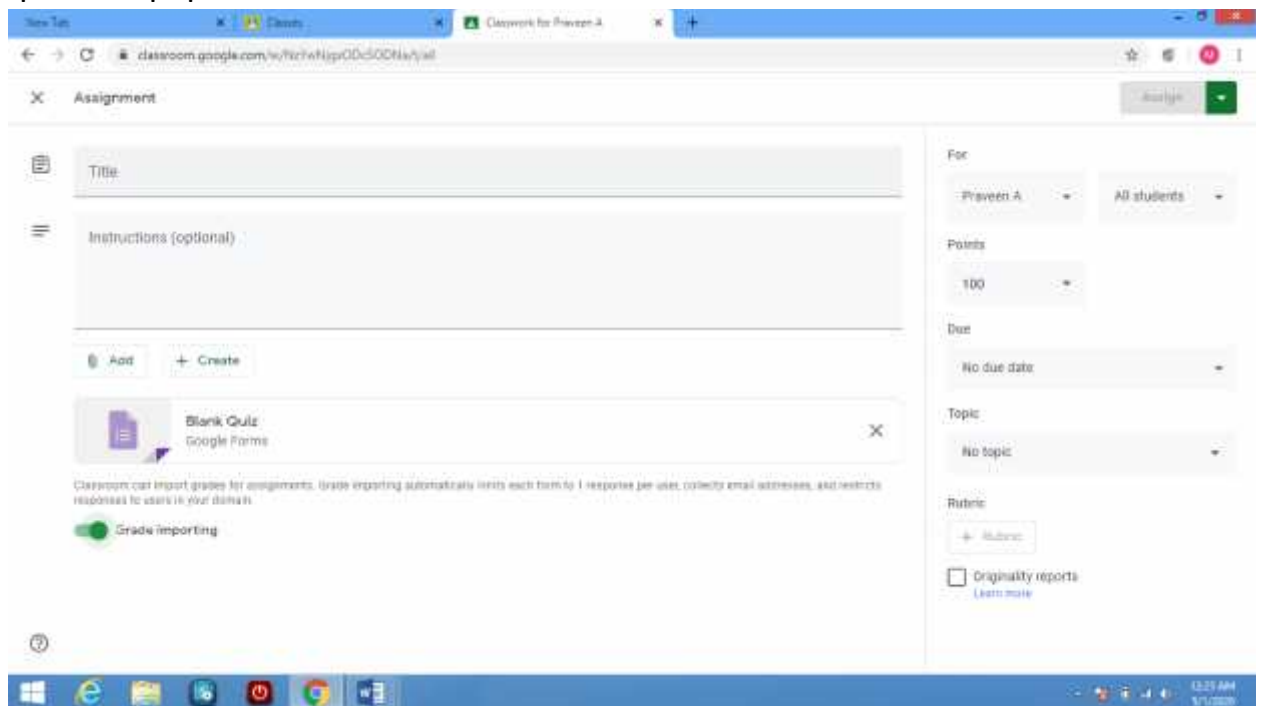 New Tab
Classes
Classwork for Praveen A
classroom.google.com
Assignment
Assign
Title
Instructions (optional)
Add
+ Create
Blank Quiz
Google Forms
Classroom can import grades for assignments. Grade importing automatically limits each form to 1 response per user, collects email addresses, and restricts
responses to users in your domain.
Grade importing
For
Praveen A
All students
Points
100
Due
No due date
Topic
No topic
Rubric
+ Rubric
Originality reports
Learn more
AM